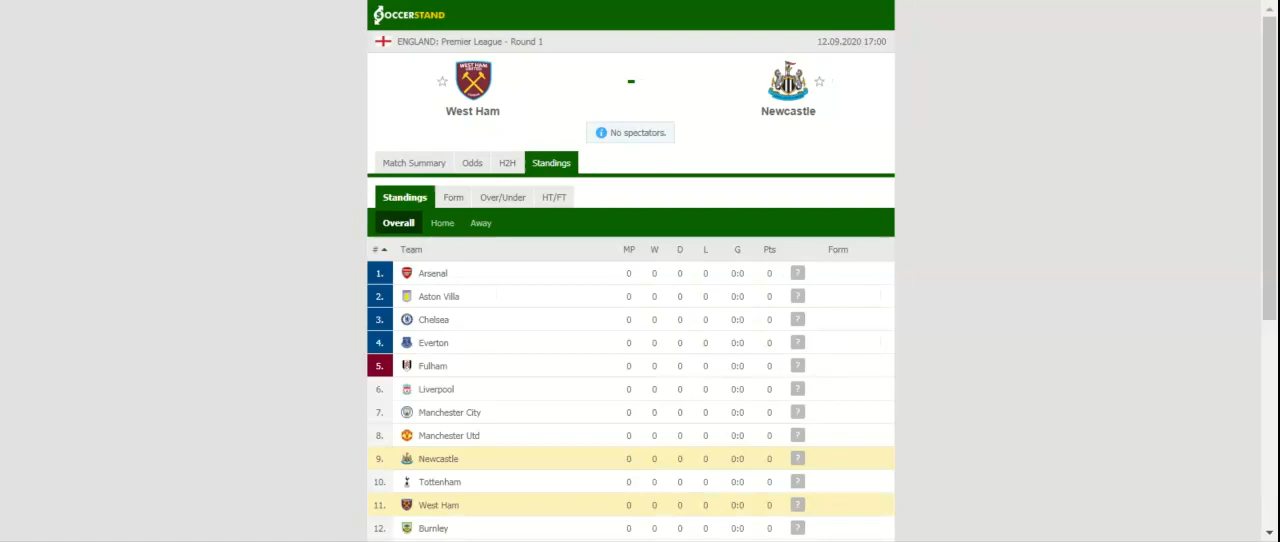 SOCCERSTAND
ENGLAND: Premier League - Round 1 12.09.2020 17:00
-
West Ham Newcastle
No spectators.
Match Summary Odds H2H Standings
Standings Form Over/Under HT/FT
Overall Home Away
# Team MP W D L G Pts Form
1. Arsenal 0 0 0 0 0:0 0 ?
2. Aston Villa 0 0 0 0 0:0 0 ?
3. Chelsea 0 0 0 0 0:0 0 ?
4. Everton 0 0 0 0 0:0 0 ?
5. Fulham 0 0 0 0 0:0 0 ?
6. Liverpool 0 0 0 0 0:0 0 ?
7. Manchester City 0 0 0 0 0:0 0 ?
8. Manchester Utd 0 0 0 0 0:0 0 ?
9. Newcastle 0 0 0 0 0:0 0 ?
10. Tottenham 0 0 0 0 0:0 0 ?
11. West Ham 0 0 0 0 0:0 0 ?
12. Burnley 0 0 0 0 0:0 0 ?